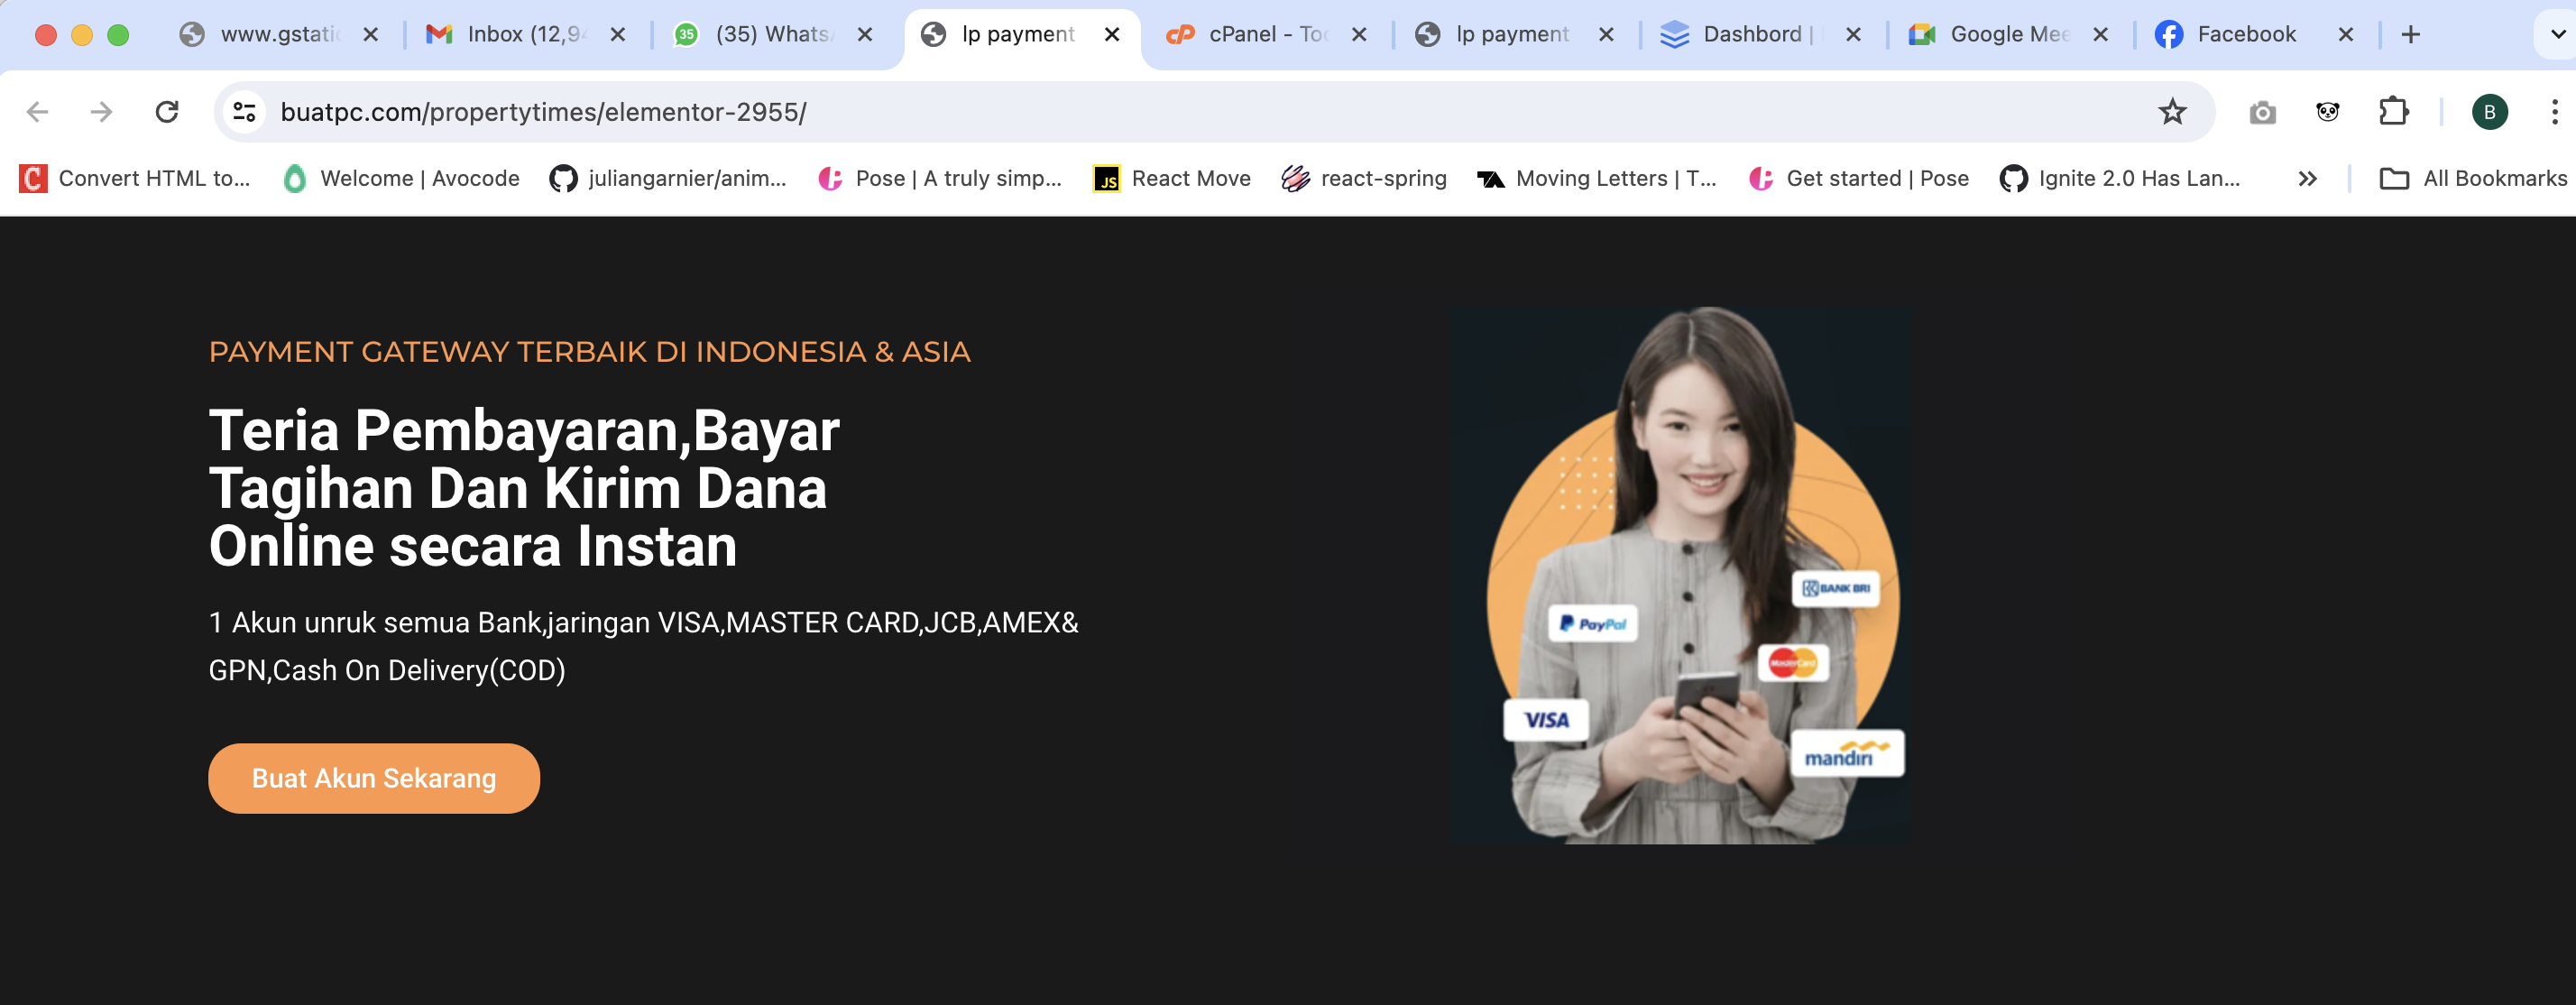 www.gstati
Inbox (12,9
35
(35) Whats
lp payment
cPanel - To
lp payment
Dashbord |
Google Mee
Facebook
buatpc.com/propertytimes/elementor-2955/
B
Convert HTML to...
Welcome | Avocode
juliangarnier/anim...
Pose | A truly simp...
JS
React Move
react-spring
Moving Letters | T...
Get started | Pose
Ignite 2.0 Has Lan...
All Bookmarks
PAYMENT GATEWAY TERBAIK DI INDONESIA & ASIA
Teria Pembayaran,Bayar
Tagihan Dan Kirim Dana
Online secara Instan
1 Akun unruk semua Bank,jaringan VISA,MASTER CARD,JCB,AMEX&
GPN,Cash On Delivery(COD)
Buat Akun Sekarang
BANK BRI
PayPal
MasterCard
VISA
mandiri